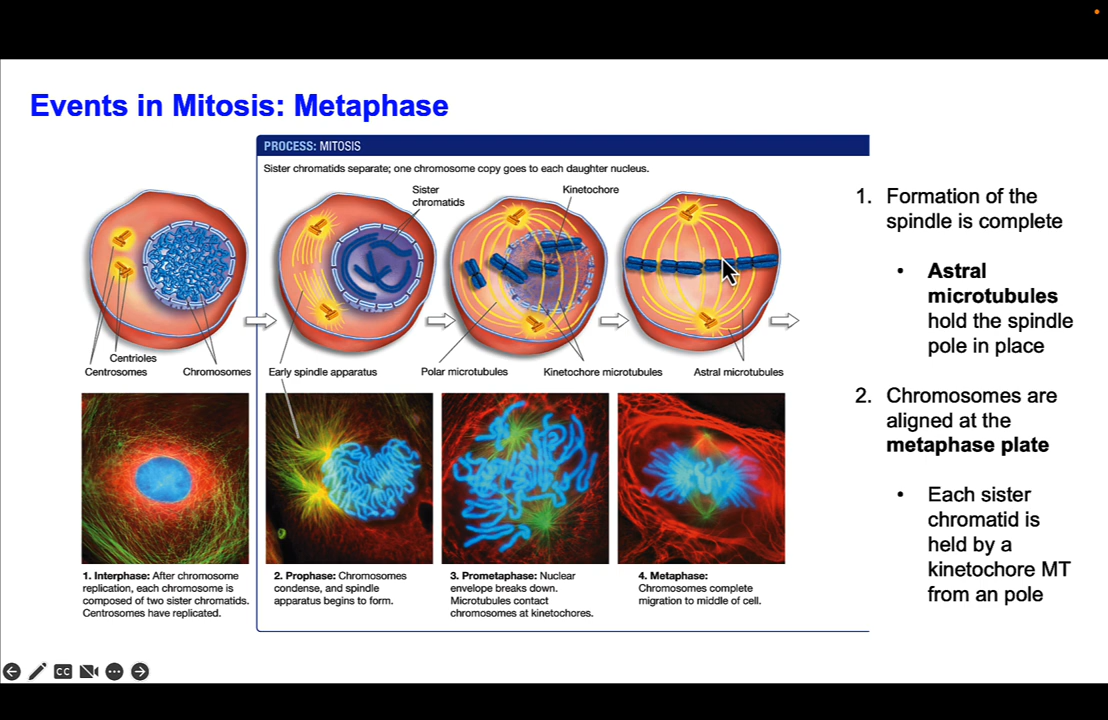 Events in Mitosis: Metaphase
PROCESS: MITOSIS
Sister chromatids separate; one chromosome copy goes to each daughter nucleus.
Sister
chromatids
Kinetochore
Centrioles
Centrosomes
Chromosomes
Early spindle apparatus
Polar microtubules
Kinetochore microtubules
Astral microtubules
1. Interphase: After chromosome
replication, each chromosome is
composed of two sister chromatids.
Centrosomes have replicated.
2. Prophase: Chromosomes
condense, and spindle
apparatus begins to form.
3. Prometaphase: Nuclear
envelope breaks down.
Microtubules contact
chromosomes at kinetochores.
4. Metaphase:
Chromosomes complete
migration to middle of cell.
1. Formation of the
spindle is complete
• Astral
microtubules
hold the spindle
pole in place
2. Chromosomes are
aligned at the
metaphase plate
• Each sister
chromatid is
held by a
kinetochore MT
from an pole
CC